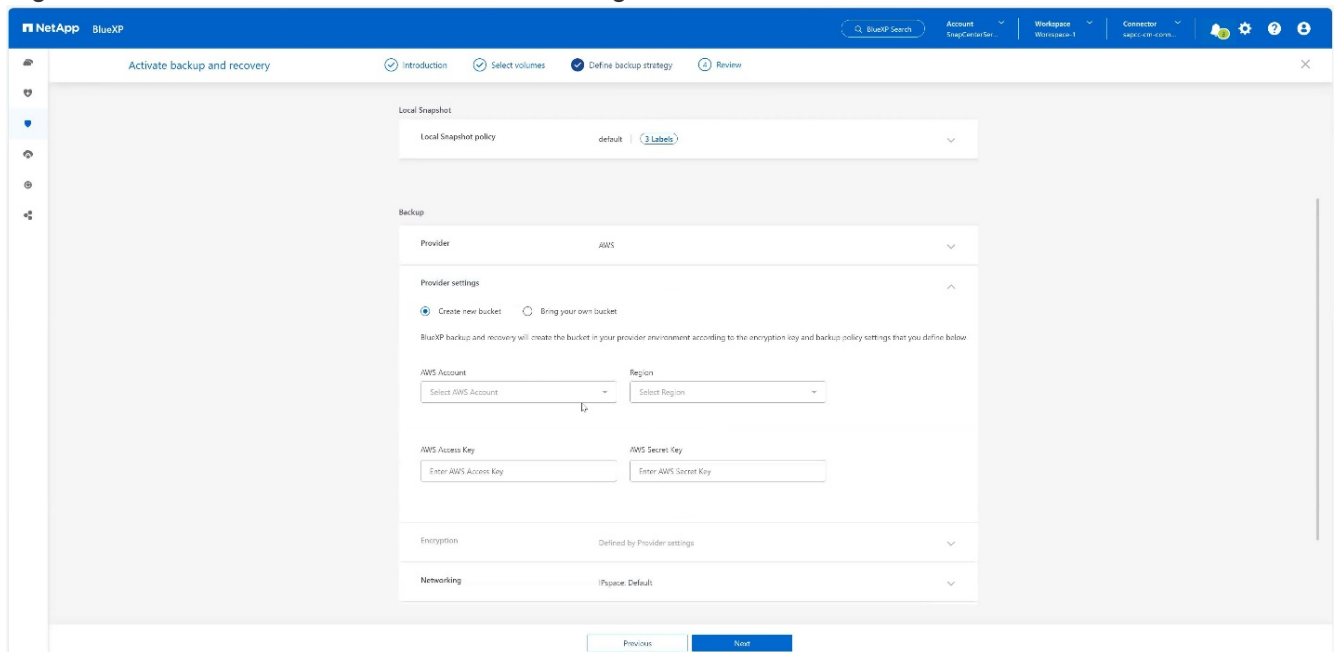 NetApp BlueXP BlueXP Search Account Workspace Connector
SnapCenterSer... Workspace-1 sapcc-cm-conn...
Activate backup and recovery Introduction Select volumes Define backup strategy 4 Review
Local Snapshot
Local Snapshot policy default | 3 Labels
Backup
Provider AWS
Provider settings
Create new bucket Bring your own bucket
BlueXP backup and recovery will create the bucket in your provider environment according to the encryption key and backup policy settings that you define below
AWS Account Region
Select AWS Account Select Region
AWS Access Key AWS Secret Key
Enter AWS Access Key Enter AWS Secret Key
Encryption Defined by Provider settings
Networking IPspace: Default
Previous Next